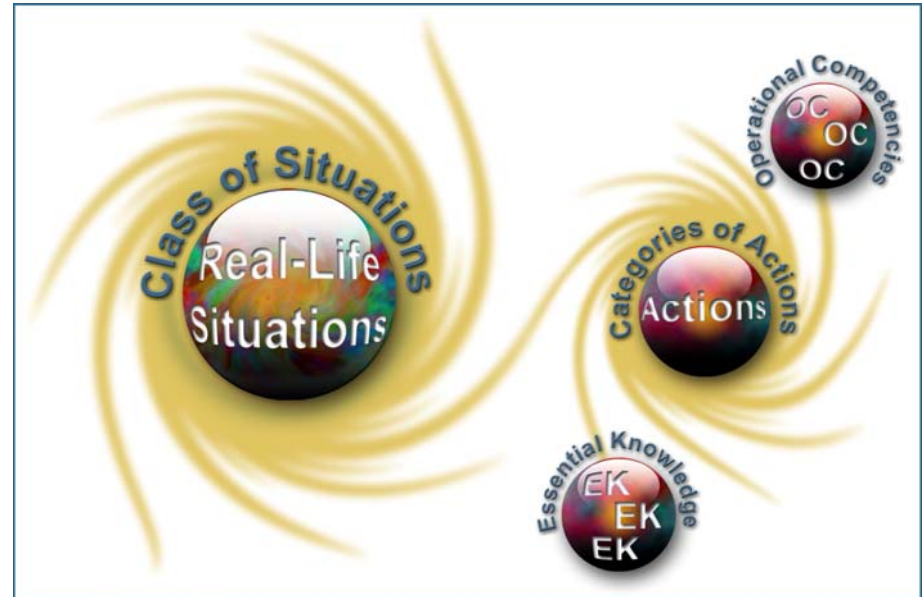 Class of Situations
Real-Life
Situations
Operational Competencies
OC
OC
OC
Categories of Actions
Actions
Essential Knowledge
EK
EK
EK